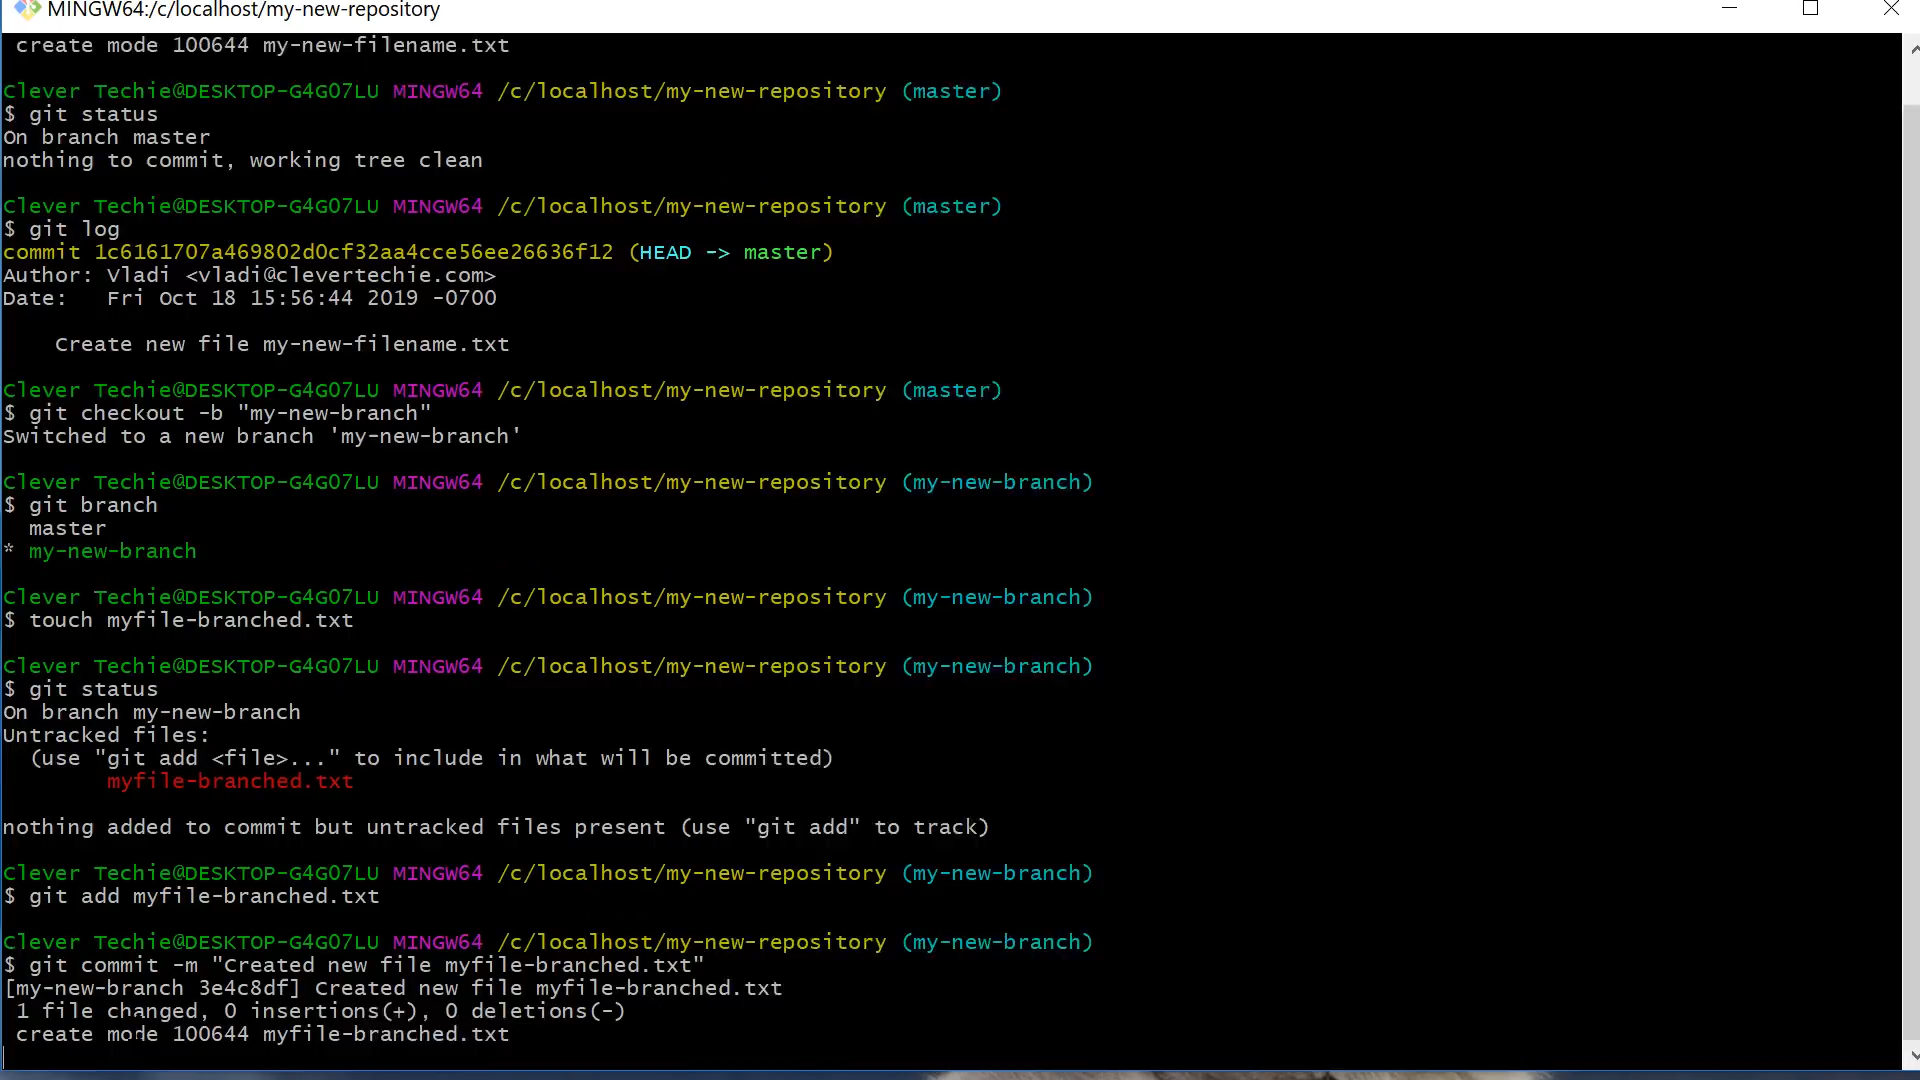 MINGW64:/c/localhost/my-new-repository
create mode 100644 my-new-filename.txt
Clever Techie@DESKTOP-G4G07LU MINGW64 /c/localhost/my-new-repository (master)
$ git status
On branch master
nothing to commit, working tree clean
Clever Techie@DESKTOP-G4G07LU MINGW64 /c/localhost/my-new-repository (master)
$ git log
commit 1c6161707a469802d0cf32aa4cce56ee26636f12 (HEAD -> master)
Author: Vladi <vladi@clevertechie.com>
Date:   Fri Oct 18 15:56:44 2019 -0700
    Create new file my-new-filename.txt
Clever Techie@DESKTOP-G4G07LU MINGW64 /c/localhost/my-new-repository (master)
$ git checkout -b "my-new-branch"
Switched to a new branch 'my-new-branch'
Clever Techie@DESKTOP-G4G07LU MINGW64 /c/localhost/my-new-repository (my-new-branch)
$ git branch
  master
* my-new-branch
Clever Techie@DESKTOP-G4G07LU MINGW64 /c/localhost/my-new-repository (my-new-branch)
$ touch myfile-branched.txt
Clever Techie@DESKTOP-G4G07LU MINGW64 /c/localhost/my-new-repository (my-new-branch)
$ git status
On branch my-new-branch
Untracked files:
  (use "git add <file>..." to include in what will be committed)
        myfile-branched.txt
nothing added to commit but untracked files present (use "git add" to track)
Clever Techie@DESKTOP-G4G07LU MINGW64 /c/localhost/my-new-repository (my-new-branch)
$ git add myfile-branched.txt
Clever Techie@DESKTOP-G4G07LU MINGW64 /c/localhost/my-new-repository (my-new-branch)
$ git commit -m "Created new file myfile-branched.txt"
[my-new-branch 3e4c8df] Created new file myfile-branched.txt
 1 file changed, 0 insertions(+), 0 deletions(-)
 create mode 100644 myfile-branched.txt